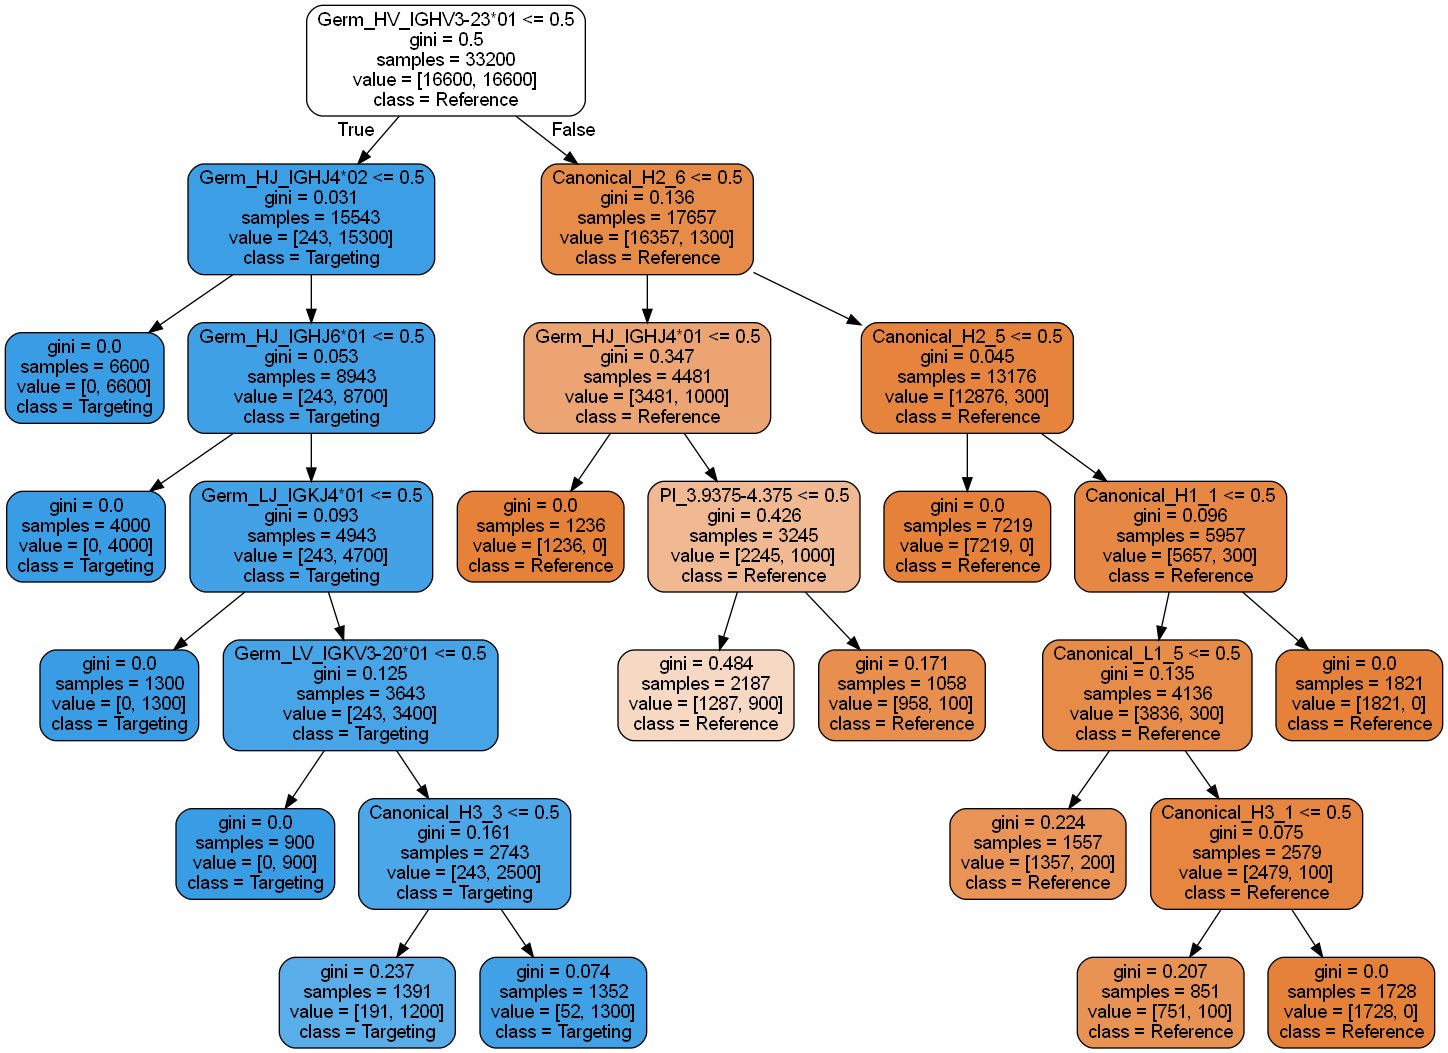 Germ_HV_IGHV3-23*01 <= 0.5
gini = 0.5
samples = 33200
value = [16600, 16600]
class = Reference
True
False
Germ_HJ_IGHJ4*02 <= 0.5
gini = 0.031
samples = 15543
value = [243, 15300]
class = Targeting
Canonical_H2_6 <= 0.5
gini = 0.136
samples = 17657
value = [16357, 1300]
class = Reference
gini = 0.0
samples = 6600
value = [0, 6600]
class = Targeting
Germ_HJ_IGHJ6*01 <= 0.5
gini = 0.053
samples = 8943
value = [243, 8700]
class = Targeting
Germ_HJ_IGHJ4*01 <= 0.5
gini = 0.347
samples = 4481
value = [3481, 1000]
class = Reference
Canonical_H2_5 <= 0.5
gini = 0.045
samples = 13176
value = [12876, 300]
class = Reference
gini = 0.0
samples = 4000
value = [0, 4000]
class = Targeting
Germ_LJ_IGKJ4*01 <= 0.5
gini = 0.093
samples = 4943
value = [243, 4700]
class = Targeting
gini = 0.0
samples = 1236
value = [1236, 0]
class = Reference
PI_3.9375-4.375 <= 0.5
gini = 0.426
samples = 3245
value = [2245, 1000]
class = Reference
gini = 0.0
samples = 7219
value = [7219, 0]
class = Reference
Canonical_H1_1 <= 0.5
gini = 0.096
samples = 5957
value = [5657, 300]
class = Reference
gini = 0.0
samples = 1300
value = [0, 1300]
class = Targeting
Germ_LV_IGKV3-20*01 <= 0.5
gini = 0.125
samples = 3643
value = [243, 3400]
class = Targeting
gini = 0.484
samples = 2187
value = [1287, 900]
class = Reference
gini = 0.171
samples = 1058
value = [958, 100]
class = Reference
Canonical_L1_5 <= 0.5
gini = 0.135
samples = 4136
value = [3836, 300]
class = Reference
gini = 0.0
samples = 1821
value = [1821, 0]
class = Reference
gini = 0.0
samples = 900
value = [0, 900]
class = Targeting
Canonical_H3_3 <= 0.5
gini = 0.161
samples = 2743
value = [243, 2500]
class = Targeting
gini = 0.224
samples = 1557
value = [1357, 200]
class = Reference
Canonical_H3_1 <= 0.5
gini = 0.075
samples = 2579
value = [2479, 100]
class = Reference
gini = 0.237
samples = 1391
value = [191, 1200]
class = Targeting
gini = 0.074
samples = 1352
value = [52, 1300]
class = Targeting
gini = 0.207
samples = 851
value = [751, 100]
class = Reference
gini = 0.0
samples = 1728
value = [1728, 0]
class = Reference